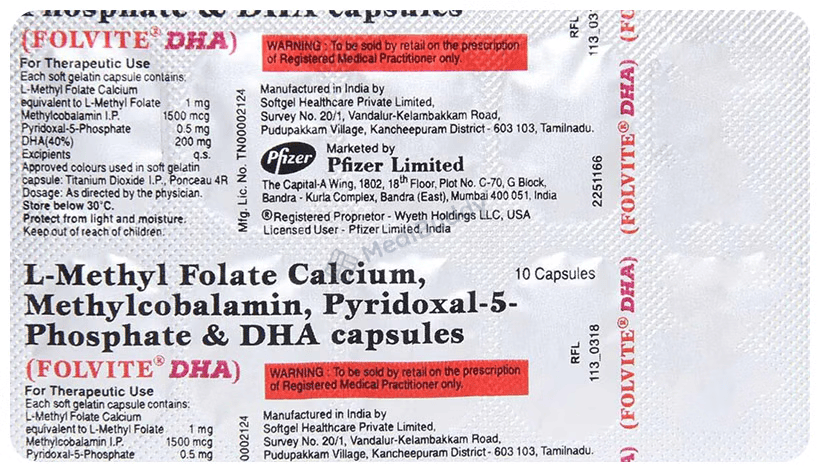 Phosphate & DHA capsules
(FOLVITE® DHA)
For Therapeutic Use
Each soft gelatin capsule contains:
L-Methyl Folate Calcium
equivalent to L-Methyl Folate 1 mg
Methylcobalamin I.P. 1500 mcg
Pyridoxal-5-Phosphate 0.5 mg
DHA(40%) 200 mg
Excipients q.s.
Approved colours used in soft gelatin
capsule: Titanium Dioxide I.P., Ponceau 4R
Dosage: As directed by the physician.
Store below 30°C.
Protect from light and moisture.
Keep out of reach of children.
Mfg. Lic. No. TN00002124
WARNING : To be sold by retail on the prescription
of Registered Medical Practitioner only.
Manufactured in India by
Softgel Healthcare Private Limited,
Survey No. 20/1, Vandalur-Kelambakkam Road,
Pudupakkam Village, Kancheepuram District - 603 103, Tamilnadu.
Pfizer
Marketed by
Pfizer Limited
The Capital-A Wing, 1802, 18th Floor, Plot No. C-70, G Block,
Bandra - Kurla Complex, Bandra (East), Mumbai 400 051, India
®Registered Proprietor - Wyeth Holdings LLC, USA
Licensed User - Pfizer Limited, India
RFL
113_03
2251166
(FO
(FOLVITE® DHA)
L-Methyl Folate Calcium,
Methylcobalamin, Pyridoxal-5-
Phosphate & DHA capsules
10 Capsules
(FOLVITE® DHA)
For Therapeutic Use
Each soft gelatin capsule contains:
L-Methyl Folate Calcium
equivalent to L-Methyl Folate 1 mg
Methylcobalamin I.P. 1500 mcg
Pyridoxal-5-Phosphate 0.5 mg
0002124
WARNING : To be sold by retail on the prescription
of Registered Medical Practitioner only.
Manufactured in India by
Softgel Healthcare Private Limited,
Survey No. 20/1, Vandalur-Kelambakkam Road,
Pudupakkam Village, Kancheepuram District - 603 103, Tamilnadu.
RFL
113_0318
(FOLVITE® DHA)
A)